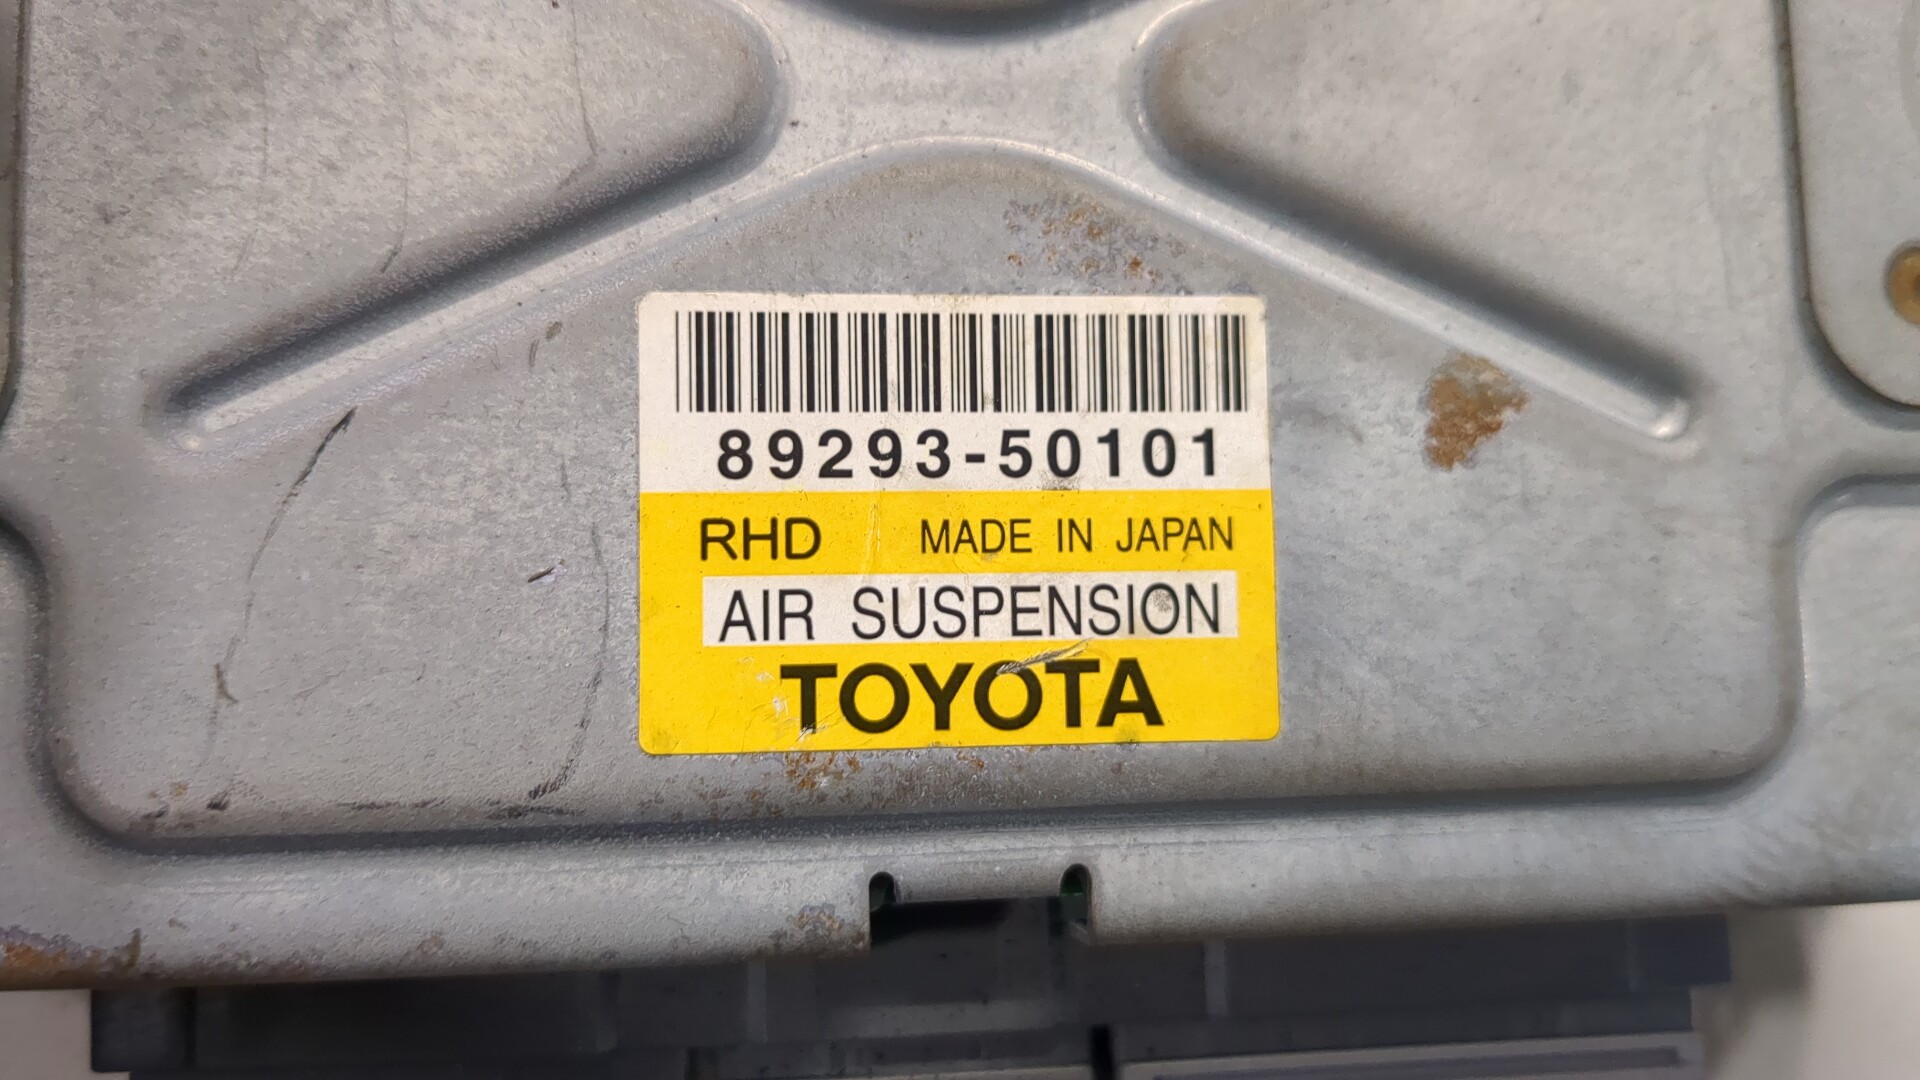 89293-50101
RHD MADE IN JAPAN
AIR SUSPENSION
TOYOTA